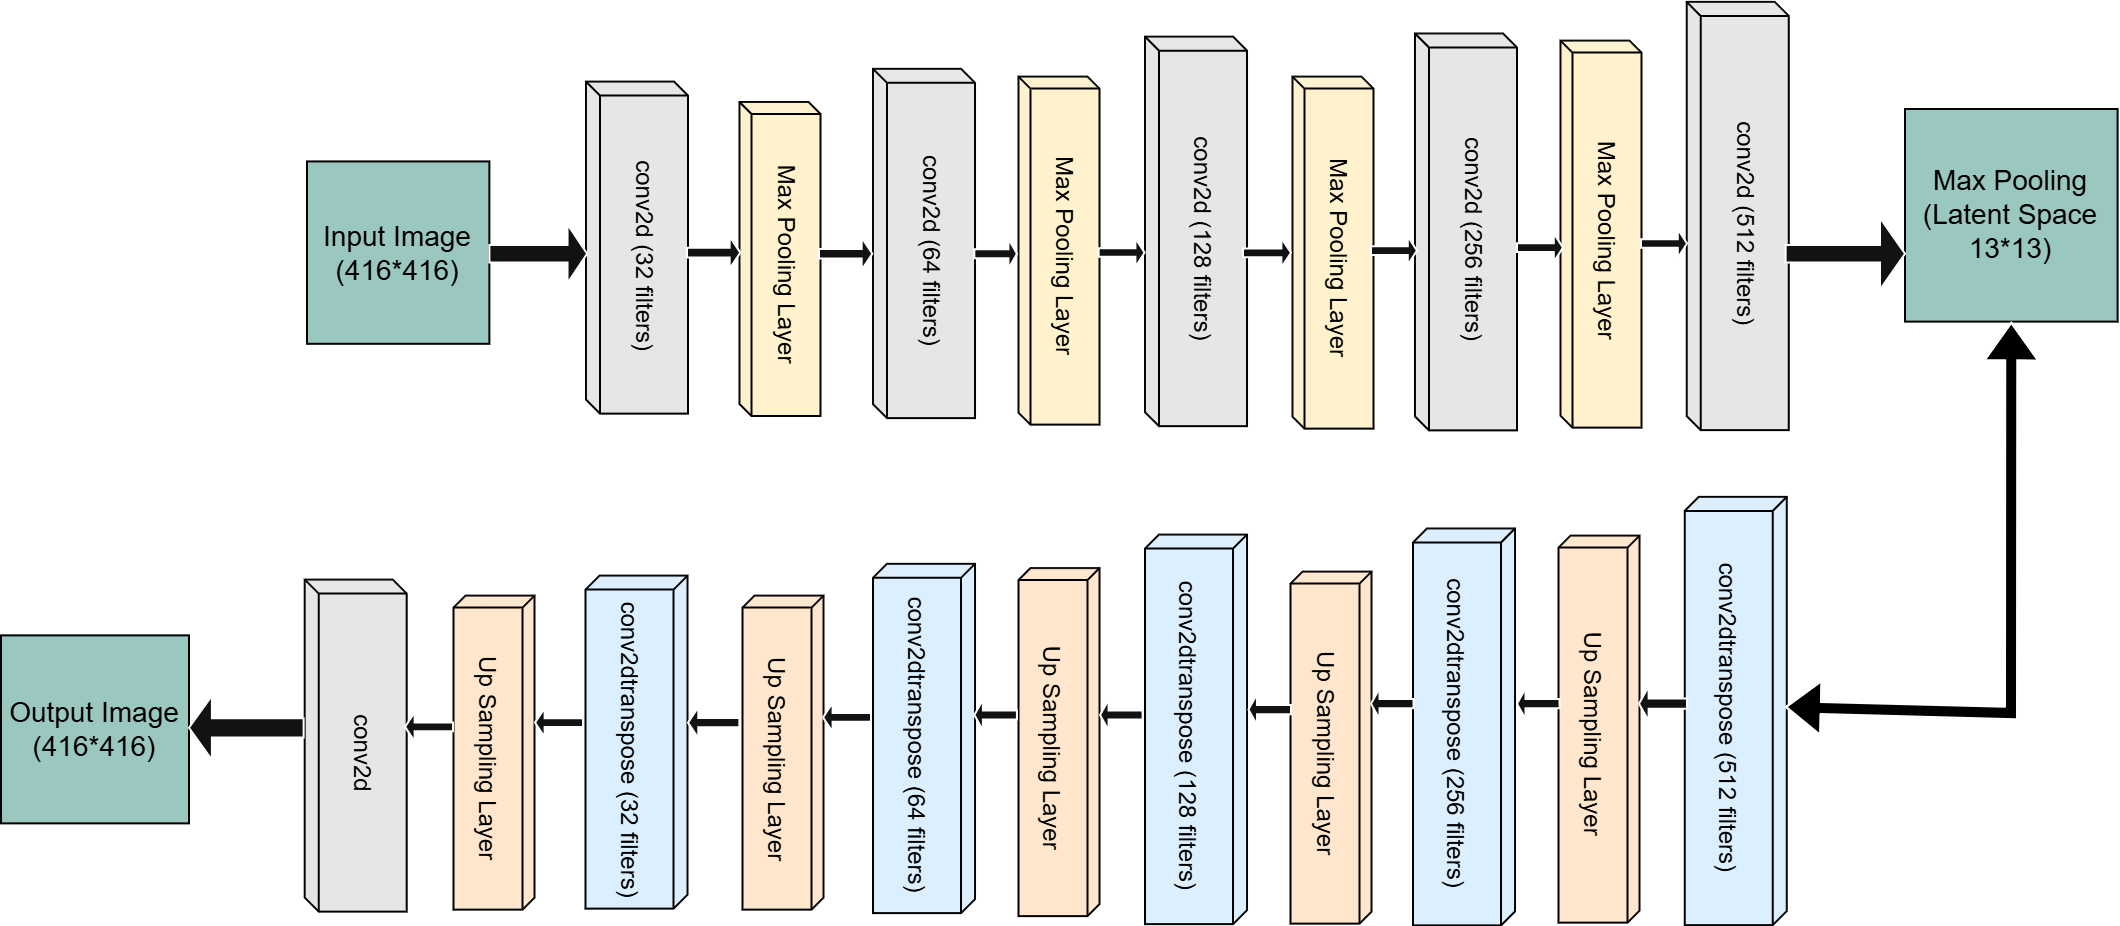 Input Image
(416*416)
conv2d (32 filters)
Max Pooling Layer
conv2d (64 filters)
Max Pooling Layer
conv2d (128 filters)
Max Pooling Layer
conv2d (256 filters)
Max Pooling Layer
conv2d (512 filters)
Max Pooling
(Latent Space
13*13)
Output Image
(416*416)
conv2d
Up Sampling Layer
conv2dtranspose (32 filters)
Up Sampling Layer
conv2dtranspose (64 filters)
Up Sampling Layer
conv2dtranspose (128 filters)
Up Sampling Layer
conv2dtranspose (256 filters)
Up Sampling Layer
conv2dtranspose (512 filters)